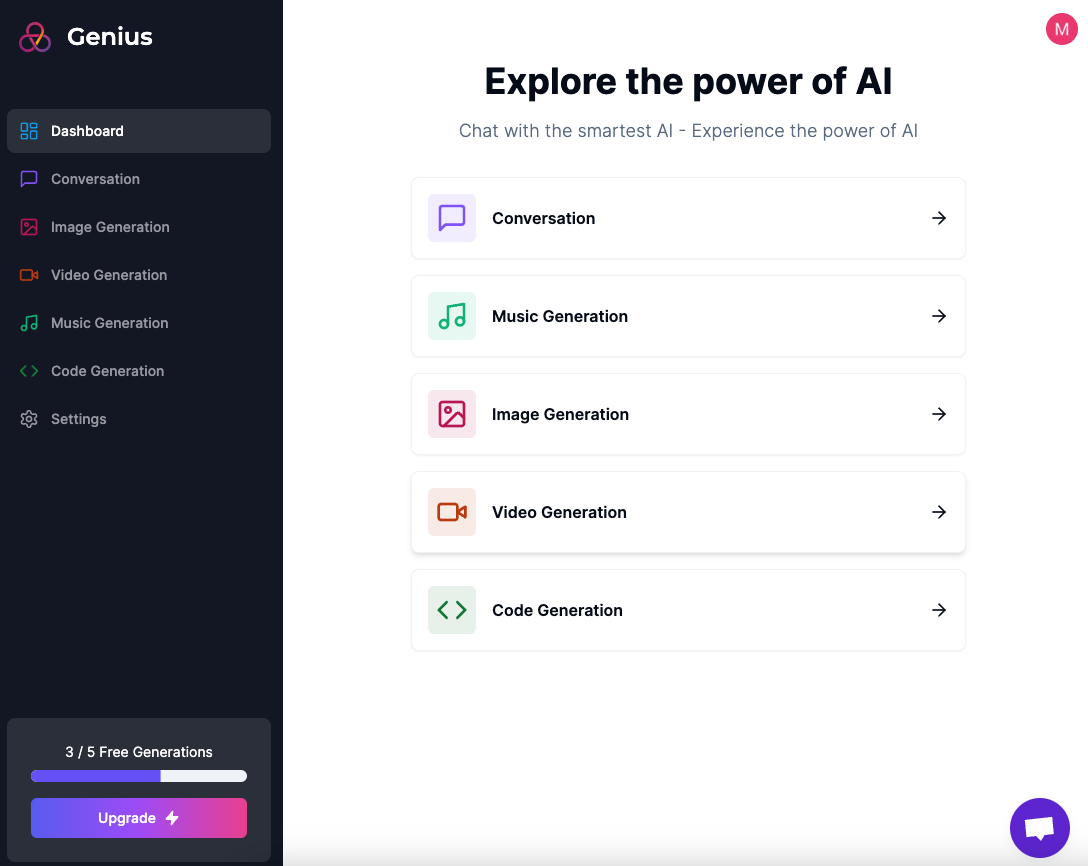 Genius
Dashboard
Conversation
Image Generation
Video Generation
Music Generation
Code Generation
Settings
3 / 5 Free Generations
Upgrade
M
Explore the power of AI
Chat with the smartest AI - Experience the power of AI
Conversation
Music Generation
Image Generation
Video Generation
Code Generation